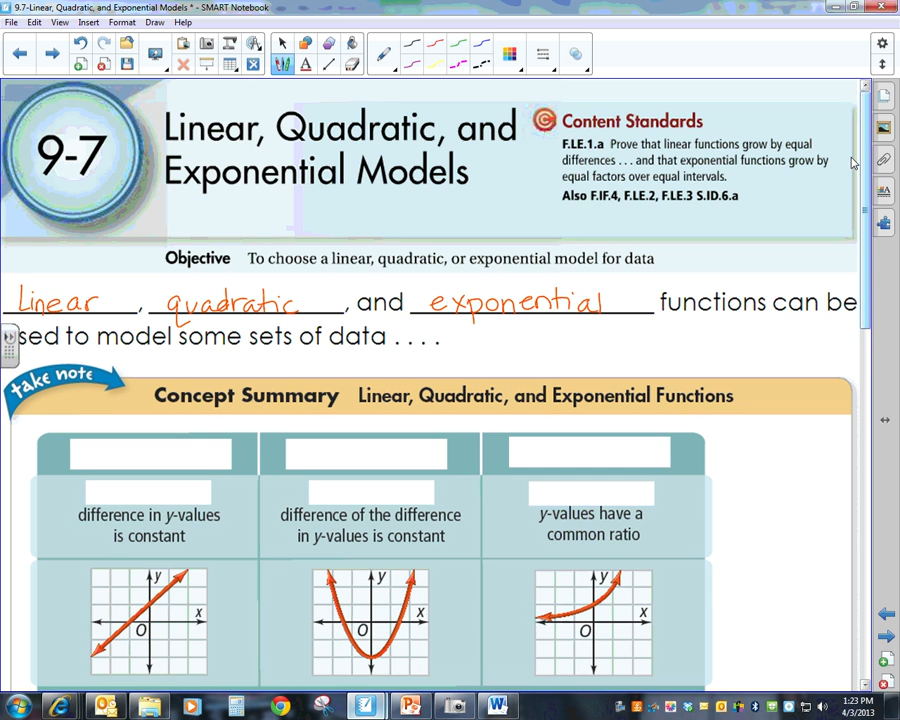 9.7-Linear, Quadratic, and Exponential Models * - SMART Notebook
File Edit View Insert Format Draw Help
9-7
Linear, Quadratic, and
Exponential Models
Content Standards
F.LE.1.a Prove that linear functions grow by equal
differences . . . and that exponential functions grow by
equal factors over equal intervals.
Also F.IF.4, F.LE.2, F.LE.3 S.ID.6.a
Objective To choose a linear, quadratic, or exponential model for data
Linear, quadratic, and exponential functions can be
sed to model some sets of data . . . .
take note
Concept Summary Linear, Quadratic, and Exponential Functions
difference in y-values
is constant
difference of the difference
in y-values is constant
y-values have a
common ratio
y
x
O
y
x
O
y
x
O
1:23 PM
4/3/2013